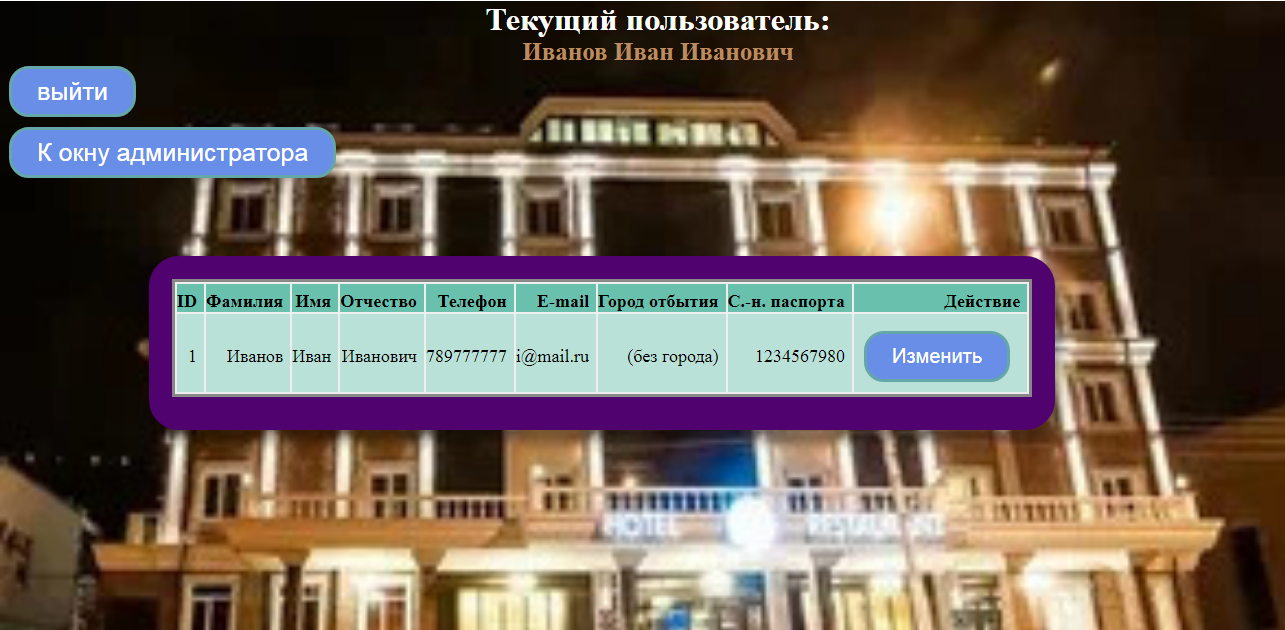 Текущий пользователь:
Иванов Иван Иванович
выйти
К окну администратора
ID Фамилия Имя Отчество Телефон E-mail Город отбытия С.-н. паспорта Действие
1 Иванов Иван Иванович 789777777 i@mail.ru (без города) 1234567980 Изменить
HOTEL RESTAURANT